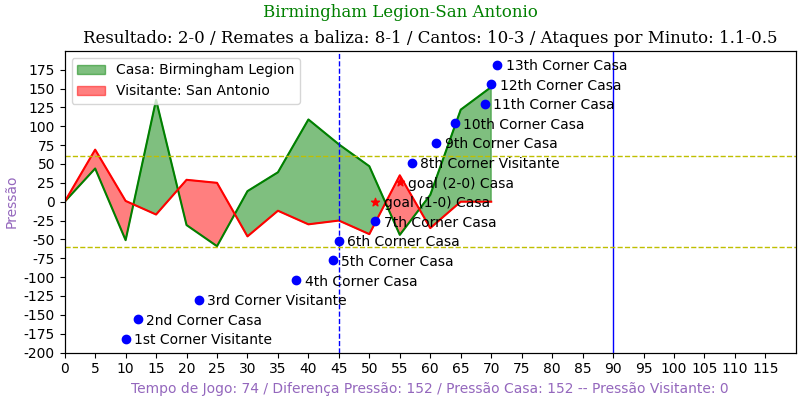 Birmingham Legion-San Antonio
Resultado: 2-0 / Remates a baliza: 8-1 / Cantos: 10-3 / Ataques por Minuto: 1.1-0.5
Casa: Birmingham Legion
Visitante: San Antonio
Pressão
175
150
125
100
75
50
25
0
-25
-50
-75
-100
-125
-150
-175
-200
13th Corner Casa
12th Corner Casa
11th Corner Casa
10th Corner Casa
9th Corner Casa
8th Corner Visitante
goal (2-0) Casa
goal (1-0) Casa
7th Corner Casa
6th Corner Casa
5th Corner Casa
4th Corner Casa
3rd Corner Visitante
2nd Corner Casa
1st Corner Visitante
0 5 10 15 20 25 30 35 40 45 50 55 60 65 70 75 80 85 90 95 100 105 110 115
Tempo de Jogo: 74 / Diferença Pressão: 152 / Pressão Casa: 152 -- Pressão Visitante: 0